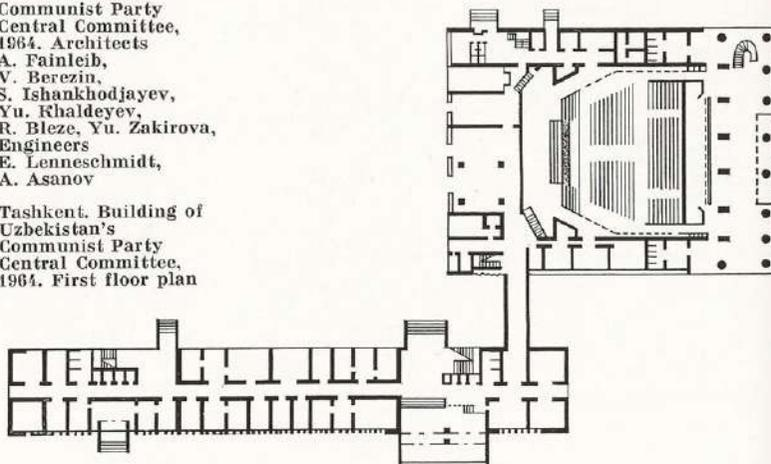 Communist Party
Central Committee,
1964. Architects
A. Fainleib,
V. Berezin,
S. Ishankhodjayev,
Yu. Khaldeyev,
R. Bleze, Yu. Zakirova,
Engineers
E. Lenneschmidt,
A. Asanov

Tashkent. Building of
Uzbekistan's
Communist Party
Central Committee,
1964. First floor plan